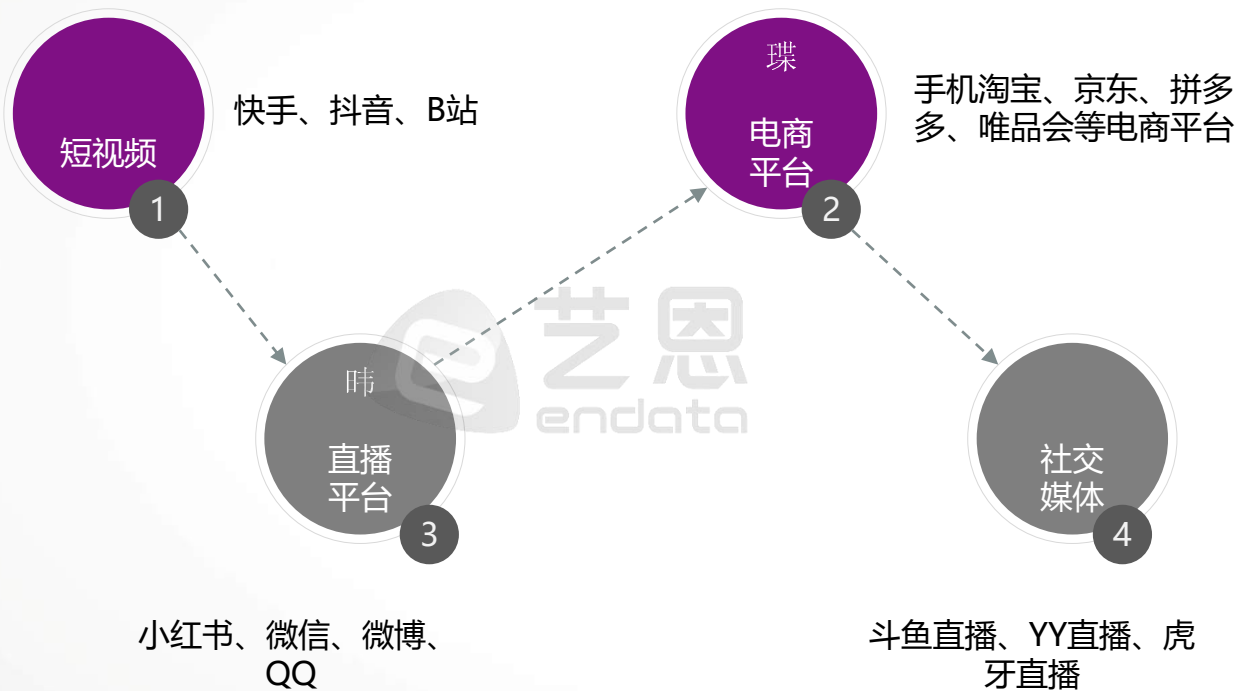 短视频
1
快手、抖音、B站
瑅
电商
平台
2
手机淘宝、京东、拼多
多、唯品会等电商平台
艺恩
endata
㫝
直播
平台
3
小红书、微信、微博、
QQ
社交
媒体
4
斗鱼直播、YY直播、虎
牙直播